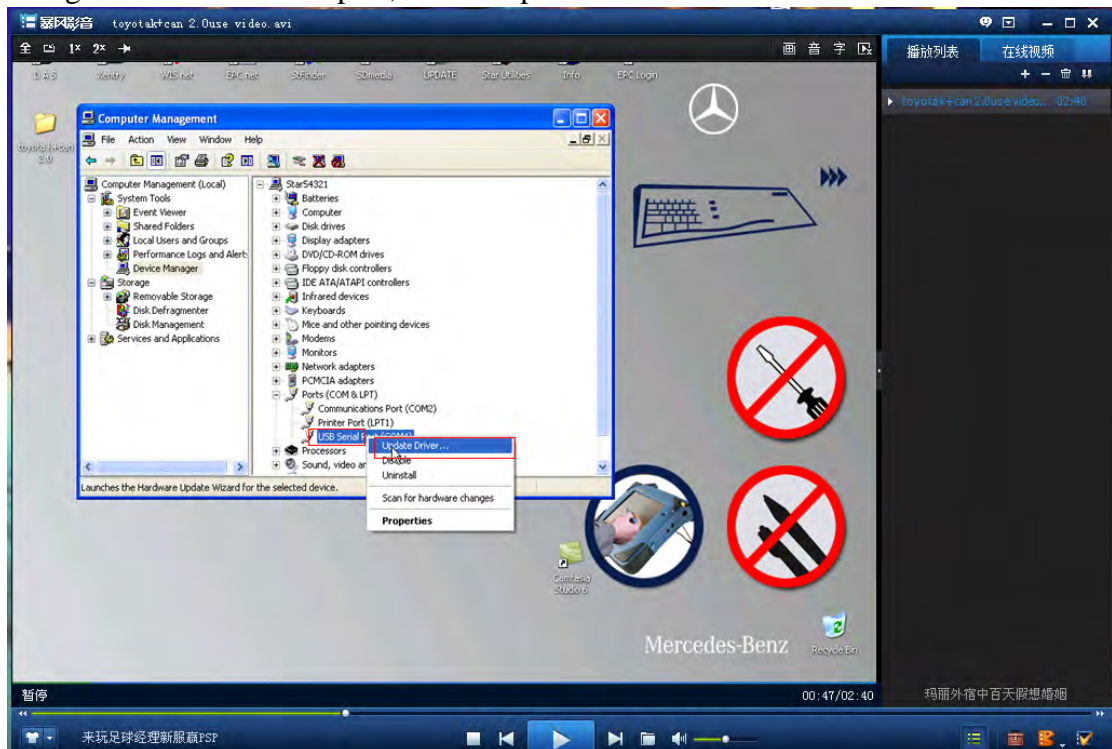 暴风影音 toyotak+can 2.0use video.avi
全 1× 2×
画 音 字
播放列表 在线视频
toyotak+can 2.0use video... 02:40
D.A.S Xentry WIS net EPC net StFinder SDmedia UPDATE Star Utilities Info EPC Login
Computer Management
File Action View Window Help
Computer Management (Local)
System Tools
Event Viewer
Shared Folders
Local Users and Groups
Performance Logs and Alert:
Device Manager
Storage
Removable Storage
Disk Defragmenter
Disk Management
Services and Applications
Star54321
Batteries
Computer
Disk drives
Display adapters
DVD/CD-ROM drives
Floppy disk controllers
IDE ATA/ATAPI controllers
Infrared devices
Keyboards
Mice and other pointing devices
Modems
Monitors
Network adapters
PCMCIA adapters
Ports (COM & LPT)
Communications Port (COM2)
Printer Port (LPT1)
USB Serial
Processors
Sound, video
Update Driver...
Disable
Uninstall
Scan for hardware changes
Properties
Launches the Hardware Update Wizard for the selected device.
Camtasia
Studio 6
Mercedes-Benz
Recycle Bin
暂停 00:47/02:40
玛丽外宿中百天假想婚姻
来玩足球经理新服赢PSP